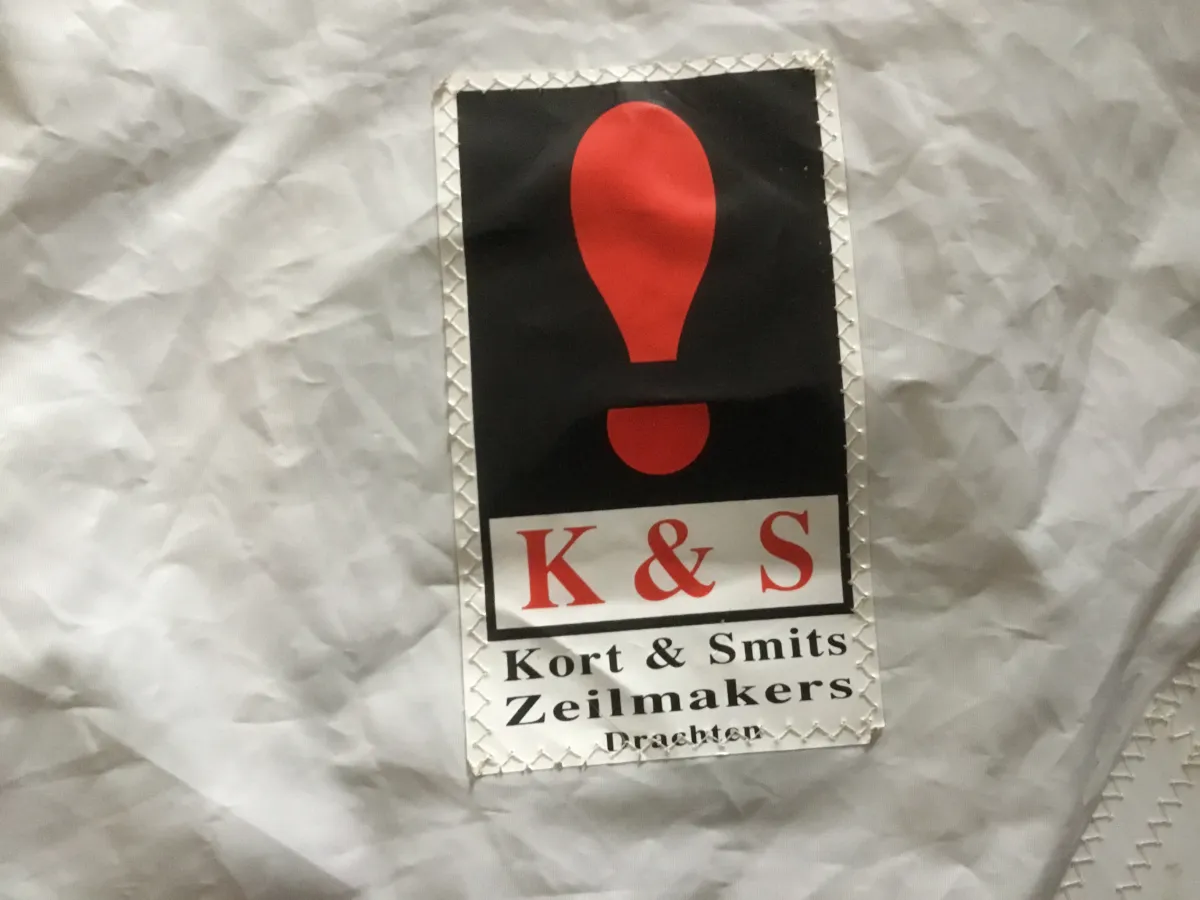 K & S
Kort & Smits
Zeilmakers
Drachten